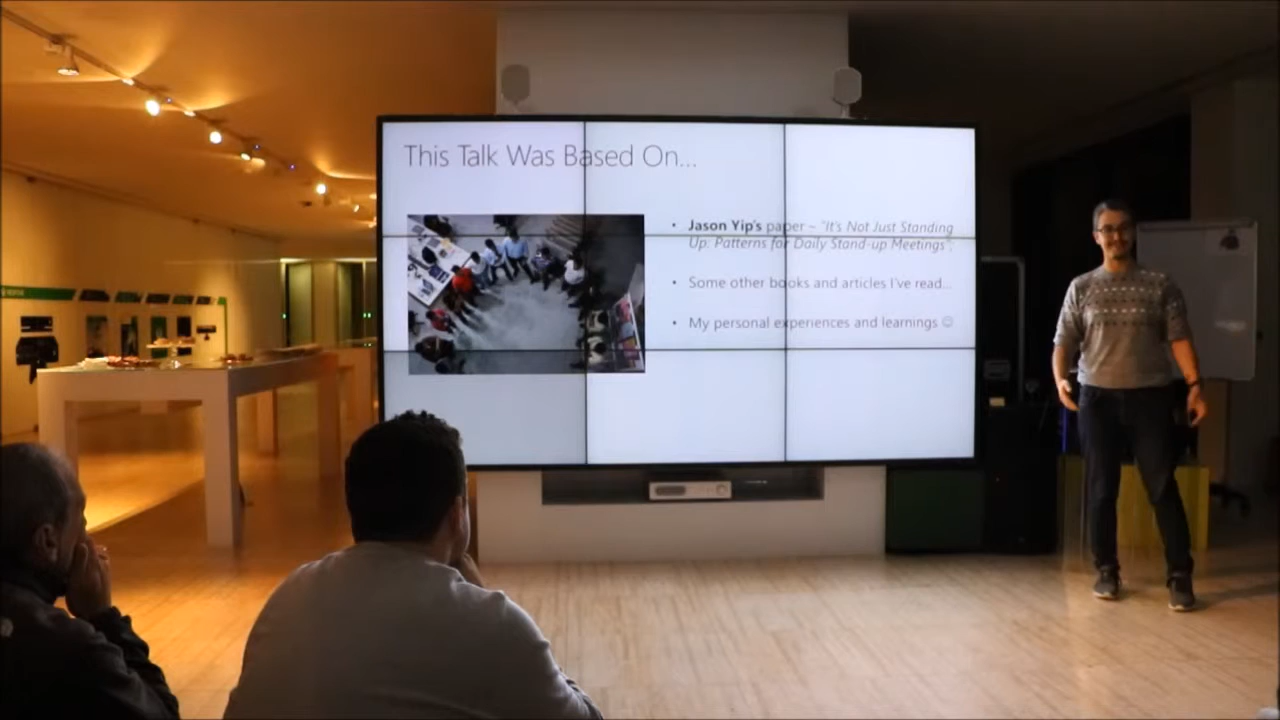 This Talk Was Based On...
• Jason Yip's paper ~ "It's Not Just Standing
Up: Patterns for Daily Stand-up Meetings";
• Some other books and articles I've read...
• My personal experiences and learnings ☺